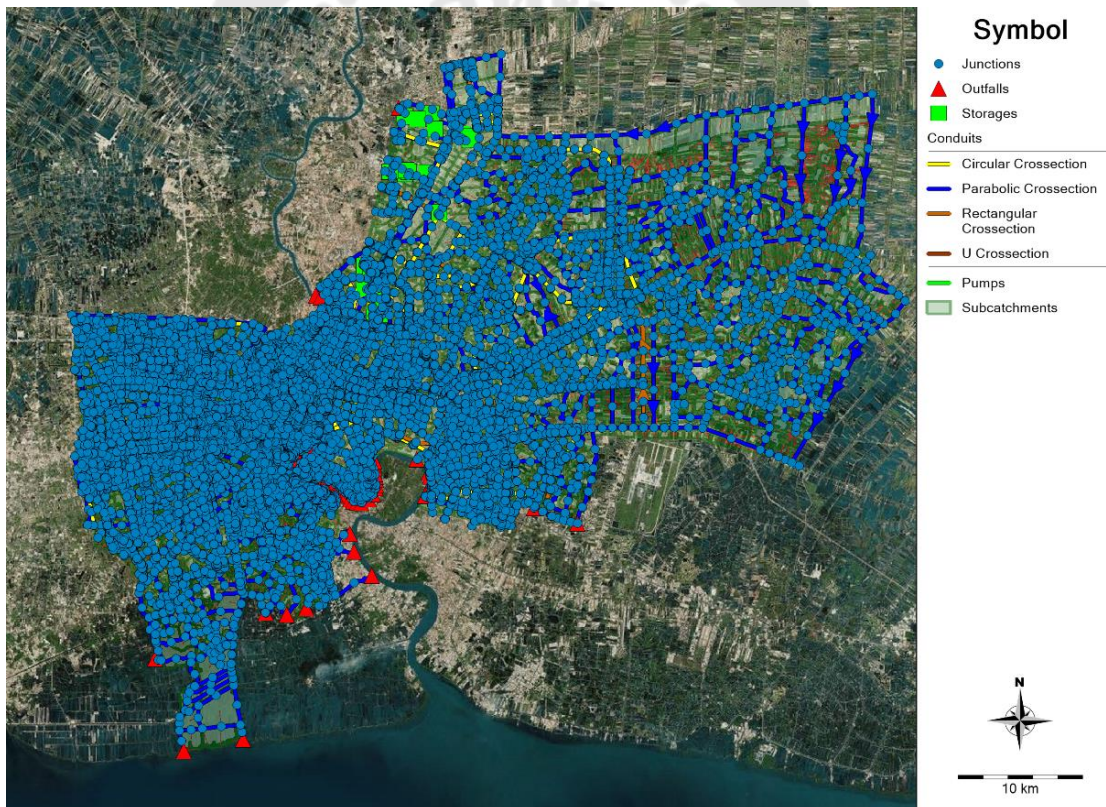 Symbol
Junctions
Outfalls
Storages
Conduits
Circular Crossection
Parabolic Crossection
Rectangular
Crossection
U Crossection
Pumps
Subcatchments
N
10 km